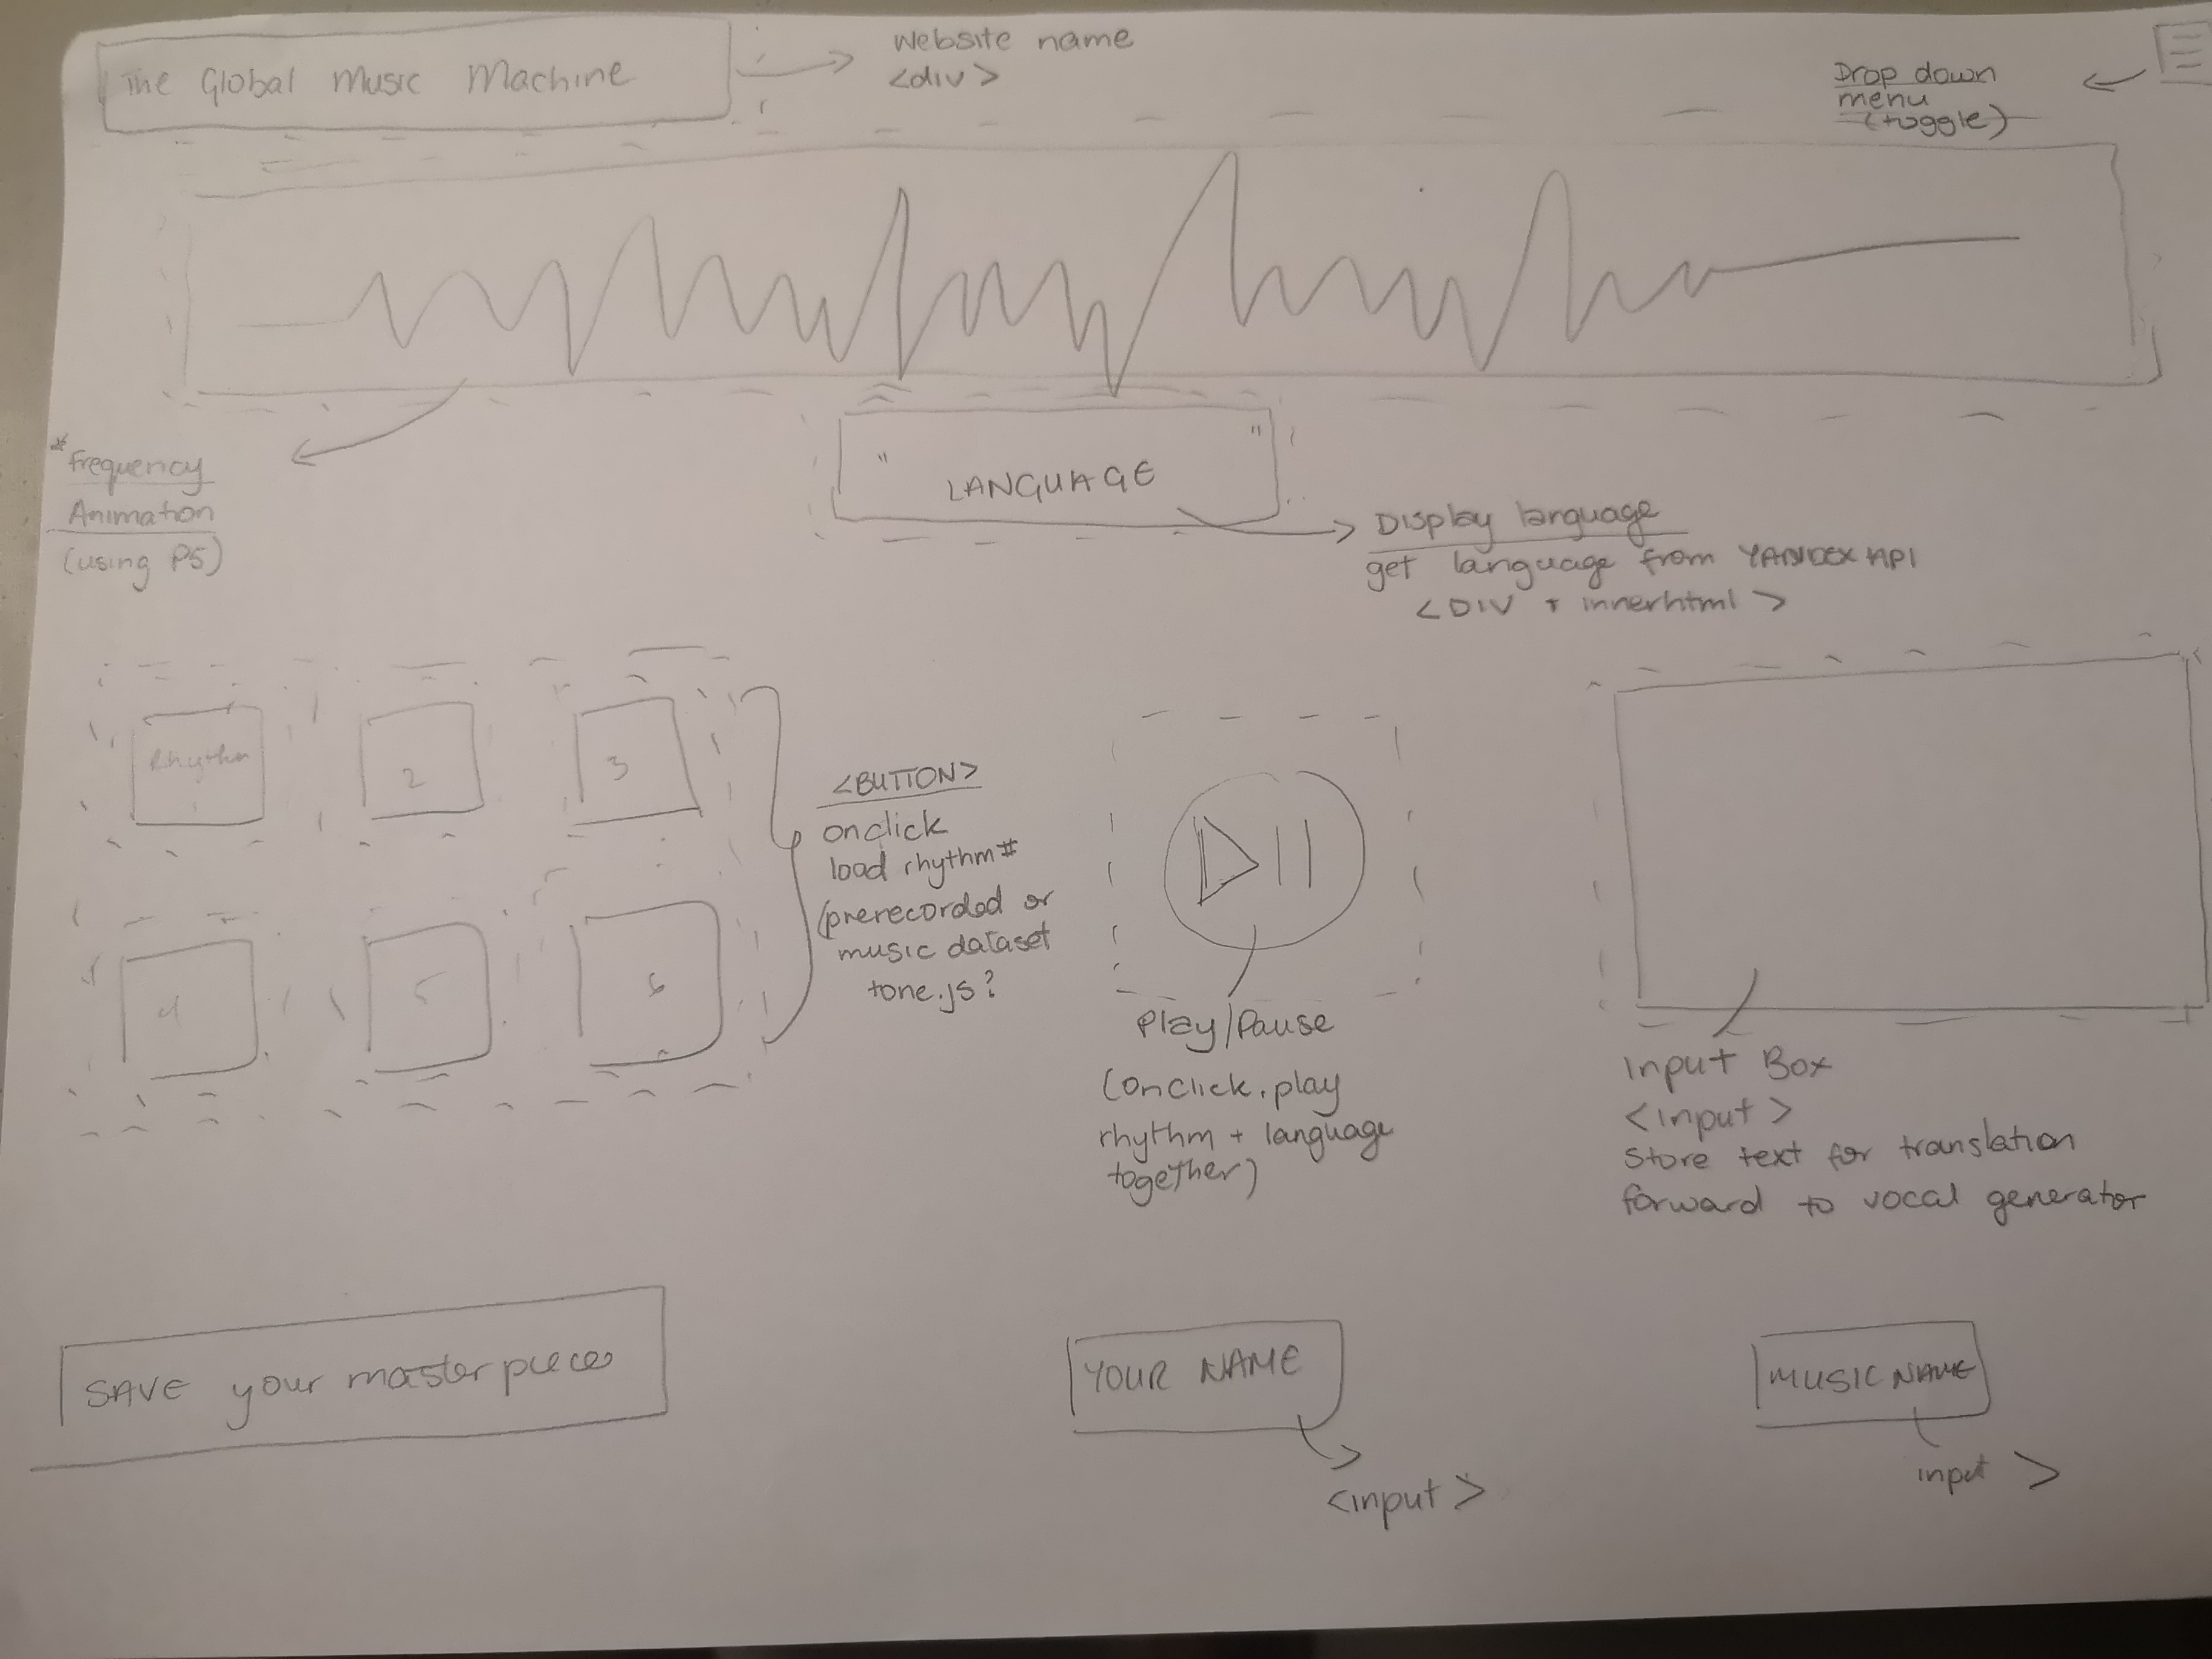 The Global Music Machine
Website name
<div>
Drop down
menu
(toggle)
*Frequency
Animation
(using P5)
" LANGUAGE "
Display language
get language from YANDEX API
<DIV + innerhtml>
Rhythm
1
2
3
4
5
6
<BUTTON>
onclick
load rhythm#
(prerecorded or
music dataset
tone.js?
Play/Pause
(onclick.play
rhythm + language
together)
Input Box
<input>
Store text for translation
forward to vocal generator
SAVE your masterpiece
YOUR NAME
<input>
MUSIC NAME
input >